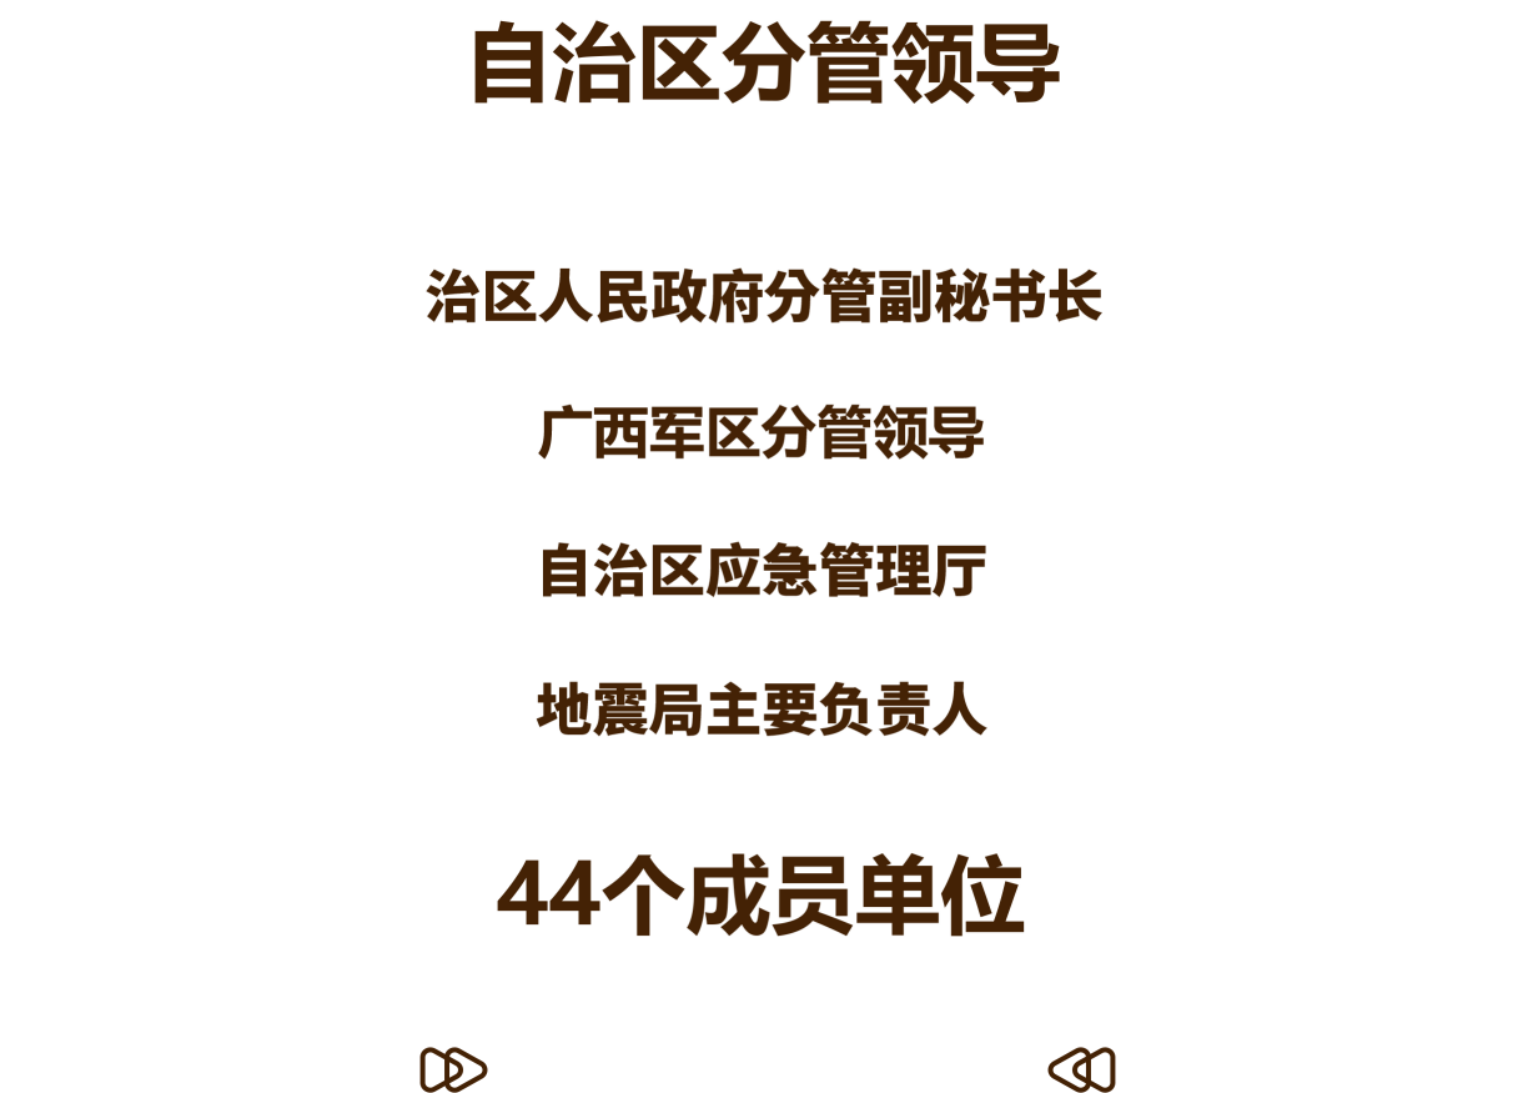 自治区分管领导
治区人民政府分管副秘书长
广西军区分管领导
自治区应急管理厅
地震局主要负责人
44个成员单位